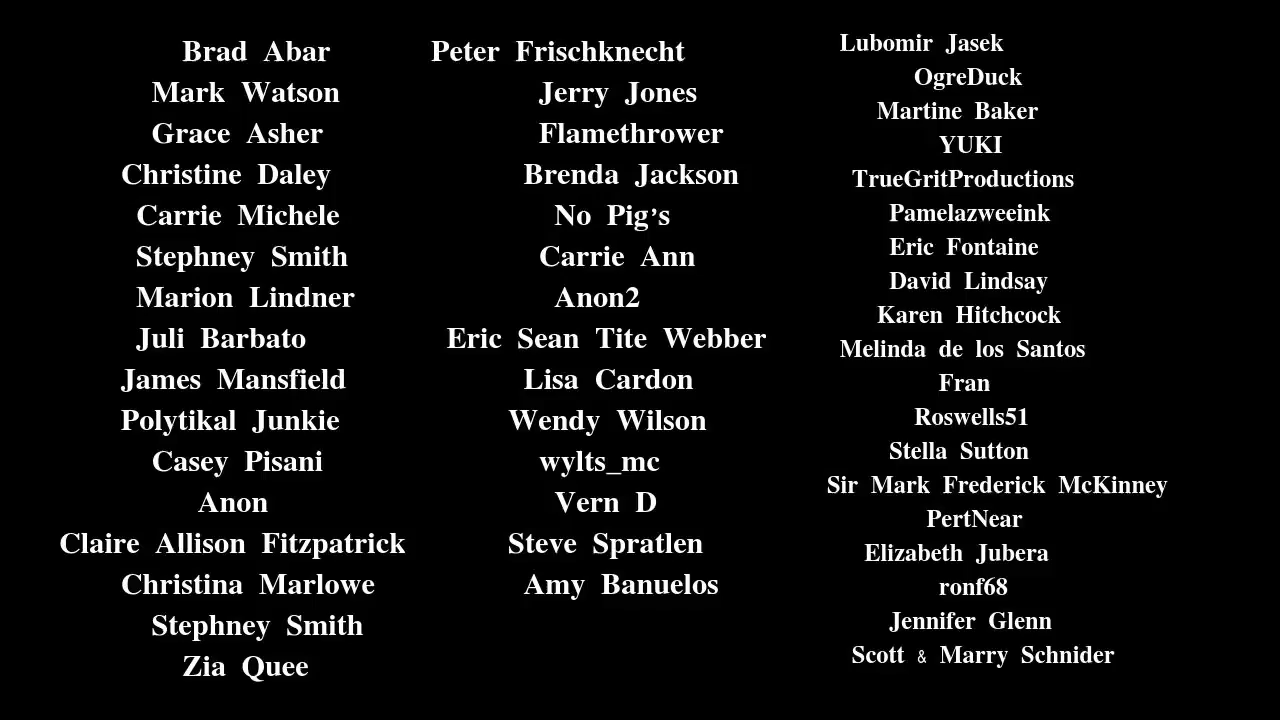 Brad Abar
Mark Watson
Grace Asher
Christine Daley
Carrie Michele
Stephney Smith
Marion Lindner
Juli Barbato
James Mansfield
Polytikal Junkie
Casey Pisani
Anon
Claire Allison Fitzpatrick
Christina Marlowe
Stephney Smith
Zia Quee
Peter Frischknecht
Jerry Jones
Flamethrower
Brenda Jackson
No Pig’s
Carrie Ann
Anon2
Eric Sean Tite Webber
Lisa Cardon
Wendy Wilson
wylts_mc
Vern D
Steve Spratlen
Amy Banuelos
Lubomir Jasek
OgreDuck
Martine Baker
YUKI
TrueGritProductions
Pamelazweeink
Eric Fontaine
David Lindsay
Karen Hitchcock
Melinda de los Santos
Fran
Roswells51
Stella Sutton
Sir Mark Frederick McKinney
PertNear
Elizabeth Jubera
ronf68
Jennifer Glenn
Scott & Marry Schnider